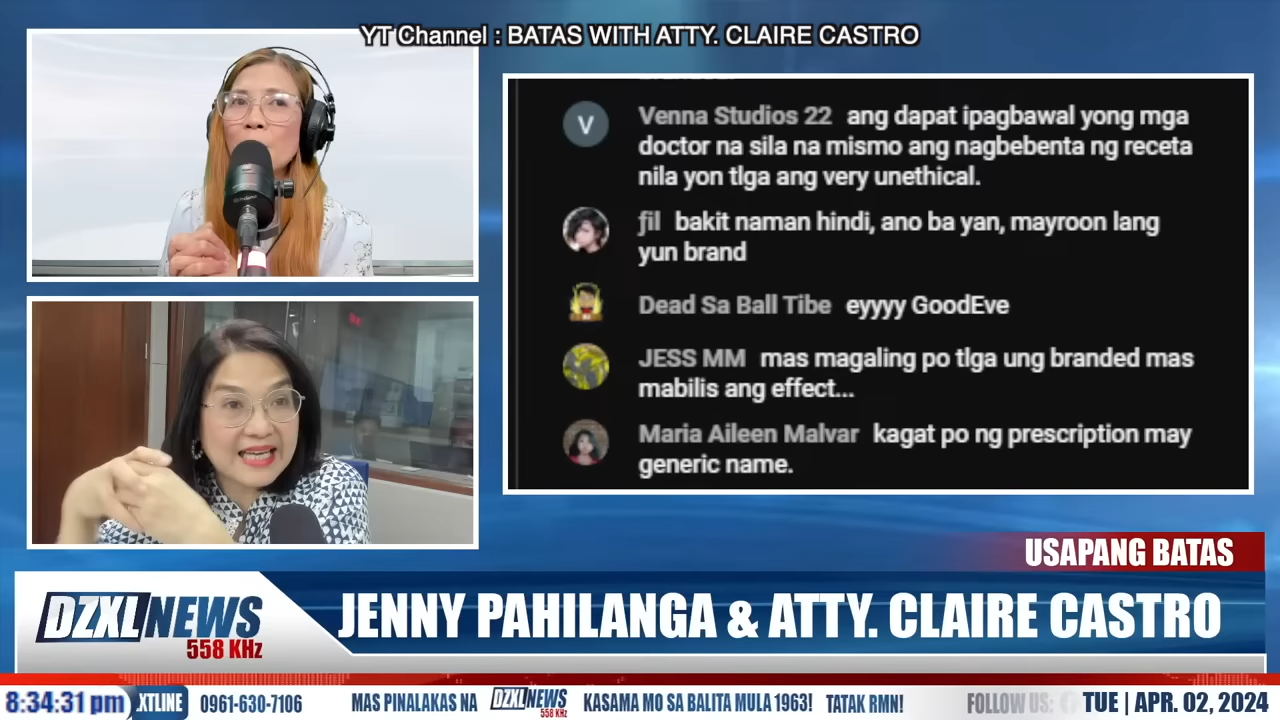 YT Channel : BATAS WITH ATTY. CLAIRE CASTRO
V
Venna Studios 22 ang dapat ipagbawal yong mga
doctor na sila na mismo ang nagbebenta ng receta
nila yon tlga ang very unethical.
ƒil bakit naman hindi, ano ba yan, mayroon lang
yun brand
Dead Sa Ball Tibe eyyyy GoodEve
JESS MM mas magaling po tlga ung branded mas
mabilis ang effect...
Maria Aileen Malvar kagat po ng prescription may
generic name.
USAPANG BATAS
DZXL NEWS
558 KHz
JENNY PAHILANGA & ATTY. CLAIRE CASTRO
8:34:31 pm XTLINE 0961-630-7106 MAS PINALAKAS NA DZXL NEWS 558 KHz KASAMA MO SA BALITA MULA 1963! TATAK RMN! FOLLOW US: TUE | APR. 02, 2024